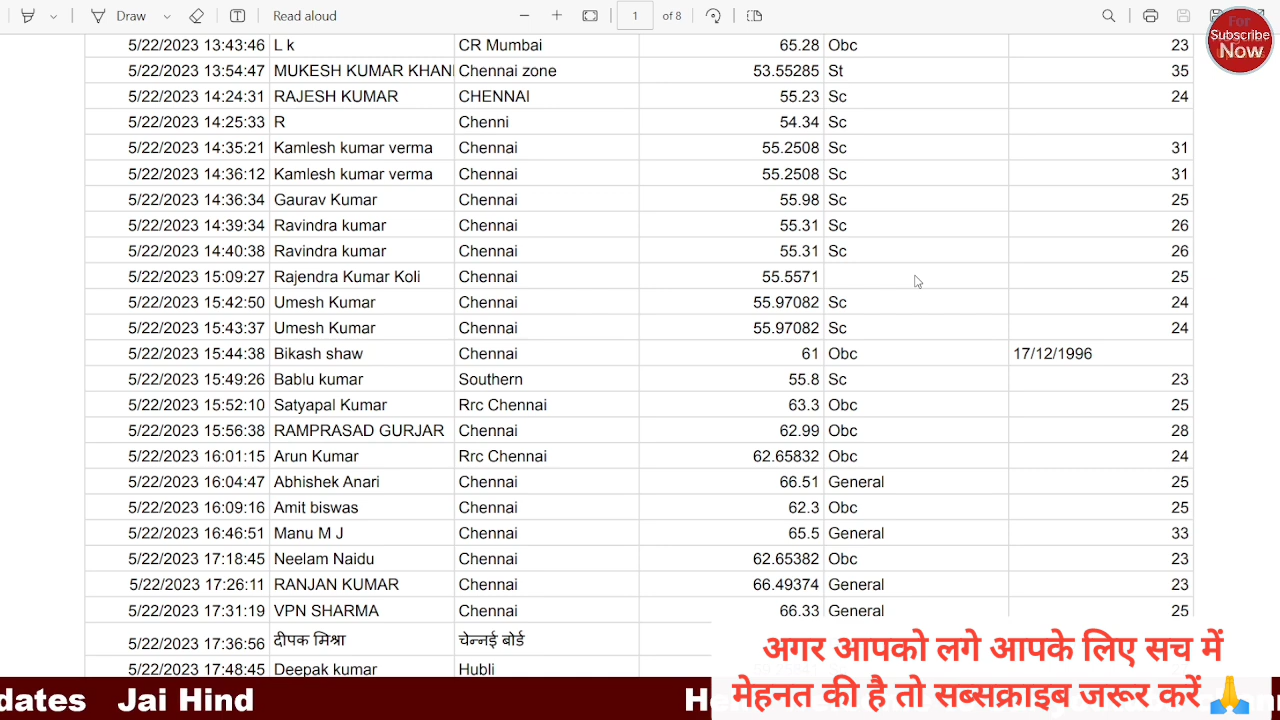 Draw Read aloud 1 of 8
For
Subscribe
Now
5/22/2023 13:43:46 L k CR Mumbai 65.28 Obc 23
5/22/2023 13:54:47 MUKESH KUMAR Chennai zone 53.55285 St 35
5/22/2023 14:24:31 RAJESH KUMAR CHENNAI 55.23 Sc 24
5/22/2023 14:25:33 R Chenni 54.34 Sc
5/22/2023 14:35:21 Kamlesh kumar verma Chennai 55.2508 Sc 31
5/22/2023 14:36:12 Kamlesh kumar verma Chennai 55.2508 Sc 31
5/22/2023 14:36:34 Gaurav Kumar Chennai 55.98 Sc 25
5/22/2023 14:39:34 Ravindra kumar Chennai 55.31 Sc 26
5/22/2023 14:40:38 Ravindra kumar Chennai 55.31 Sc 26
5/22/2023 15:09:27 Rajendra Kumar Koli Chennai 55.5571 25
5/22/2023 15:42:50 Umesh Kumar Chennai 55.97082 Sc 24
5/22/2023 15:43:37 Umesh Kumar Chennai 55.97082 Sc 24
5/22/2023 15:44:38 Bikash shaw Chennai 61 Obc 17/12/1996
5/22/2023 15:49:26 Bablu kumar Southern 55.8 Sc 23
5/22/2023 15:52:10 Satyapal Kumar Rrc Chennai 63.3 Obc 25
5/22/2023 15:56:38 RAMPRASAD GURJAR Chennai 62.99 Obc 28
5/22/2023 16:01:15 Arun Kumar Rrc Chennai 62.65832 Obc 24
5/22/2023 16:04:47 Abhishek Anari Chennai 66.51 General 25
5/22/2023 16:09:16 Amit biswas Chennai 62.3 Obc 25
5/22/2023 16:46:51 Manu M J Chennai 65.5 General 33
5/22/2023 17:18:45 Neelam Naidu Chennai 62.65382 Obc 23
5/22/2023 17:26:11 RANJAN KUMAR Chennai 66.49374 General 23
5/22/2023 17:31:19 VPN SHARMA Chennai 66.33 General 25
5/22/2023 17:36:56 दीपक मिश्रा चेन्नई बोर्ड
5/22/2023 17:48:45 Deepak kumar Hubli
अगर आपको लगे आपके लिए सच में
मेहनत की है तो सब्सक्राइब जरूर करें 🙏
dates Jai Hind